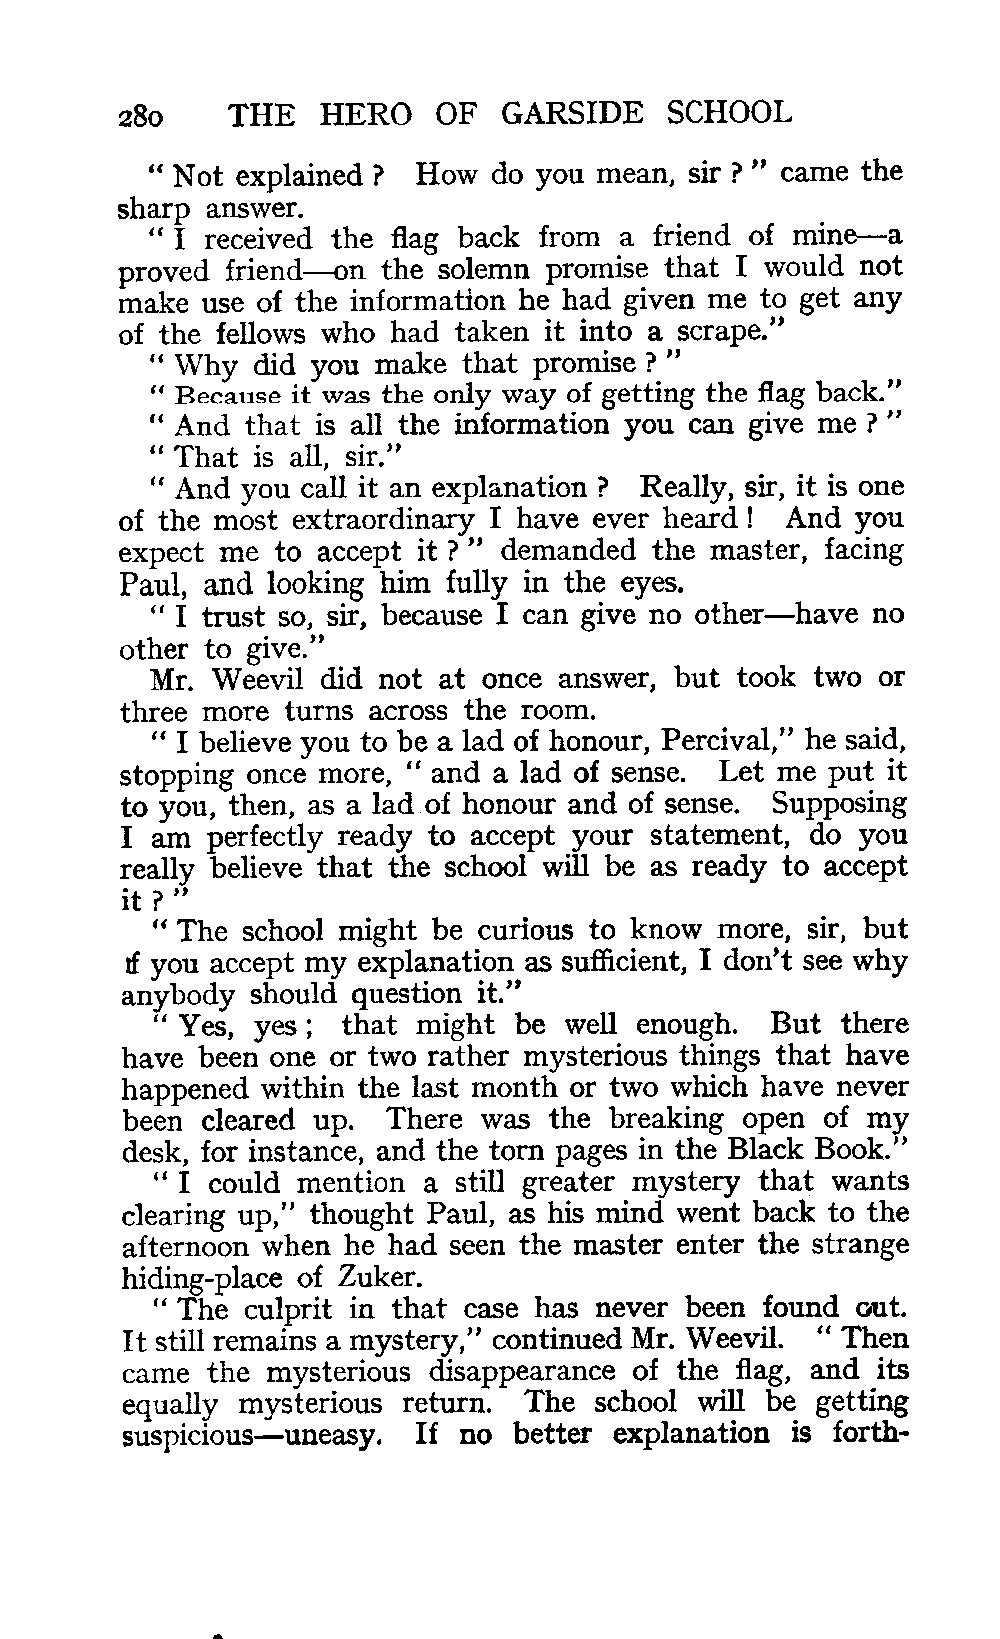 280 THE HERO OF GARSIDE SCHOOL
" Not explained ? How do you mean, sir ? " came the
sharp answer.
" I received the flag back from a friend of mine—a
proved friend—on the solemn promise that I would not
make use of the information he had given me to get any
of the fellows who had taken it into a scrape."
" Why did you make that promise ? "
" Because it was the only way of getting the flag back."
" And that is all the information you can give me ? "
" That is all, sir."
" And you call it an explanation ? Really, sir, it is one
of the most extraordinary I have ever heard ! And you
expect me to accept it ? " demanded the master, facing
Paul, and looking him fully in the eyes.
" I trust so, sir, because I can give no other—have no
other to give."
Mr. Weevil did not at once answer, but took two or
three more turns across the room.
" I believe you to be a lad of honour, Percival," he said,
stopping once more, " and a lad of sense. Let me put it
to you, then, as a lad of honour and of sense. Supposing
I am perfectly ready to accept your statement, do you
really believe that the school will be as ready to accept
it ? "
" The school might be curious to know more, sir, but
if you accept my explanation as sufficient, I don't see why
anybody should question it."
" Yes, yes ; that might be well enough. But there
have been one or two rather mysterious things that have
happened within the last month or two which have never
been cleared up. There was the breaking open of my
desk, for instance, and the torn pages in the Black Book."
" I could mention a still greater mystery that wants
clearing up," thought Paul, as his mind went back to the
afternoon when he had seen the master enter the strange
hiding-place of Zuker.
" The culprit in that case has never been found out.
It still remains a mystery," continued Mr. Weevil. " Then
came the mysterious disappearance of the flag, and its
equally mysterious return. The school will be getting
suspicious—uneasy. If no better explanation is forth-